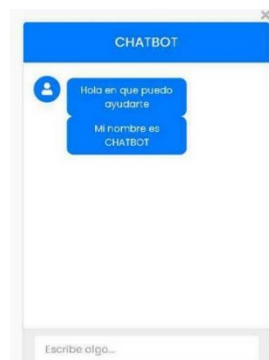 CHATBOT
Hola en que puedo
ayudarte
Mi nombre es
CHATBOT
Escribe algo...